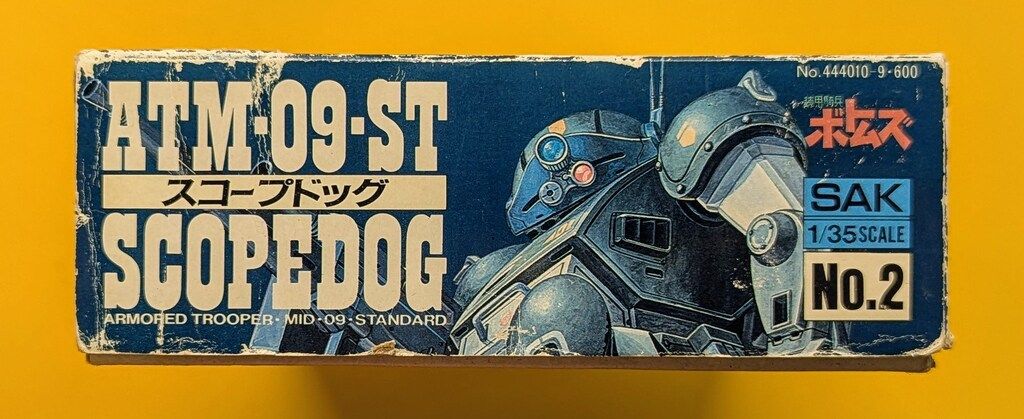 ATM-09-ST
スコープドッグ
SCOPEDOG
ARMORED TROOPER・MID・09・STANDARD
No.444010-9・600
装甲騎兵
ボトムズ
SAK
1/35 SCALE
No.2